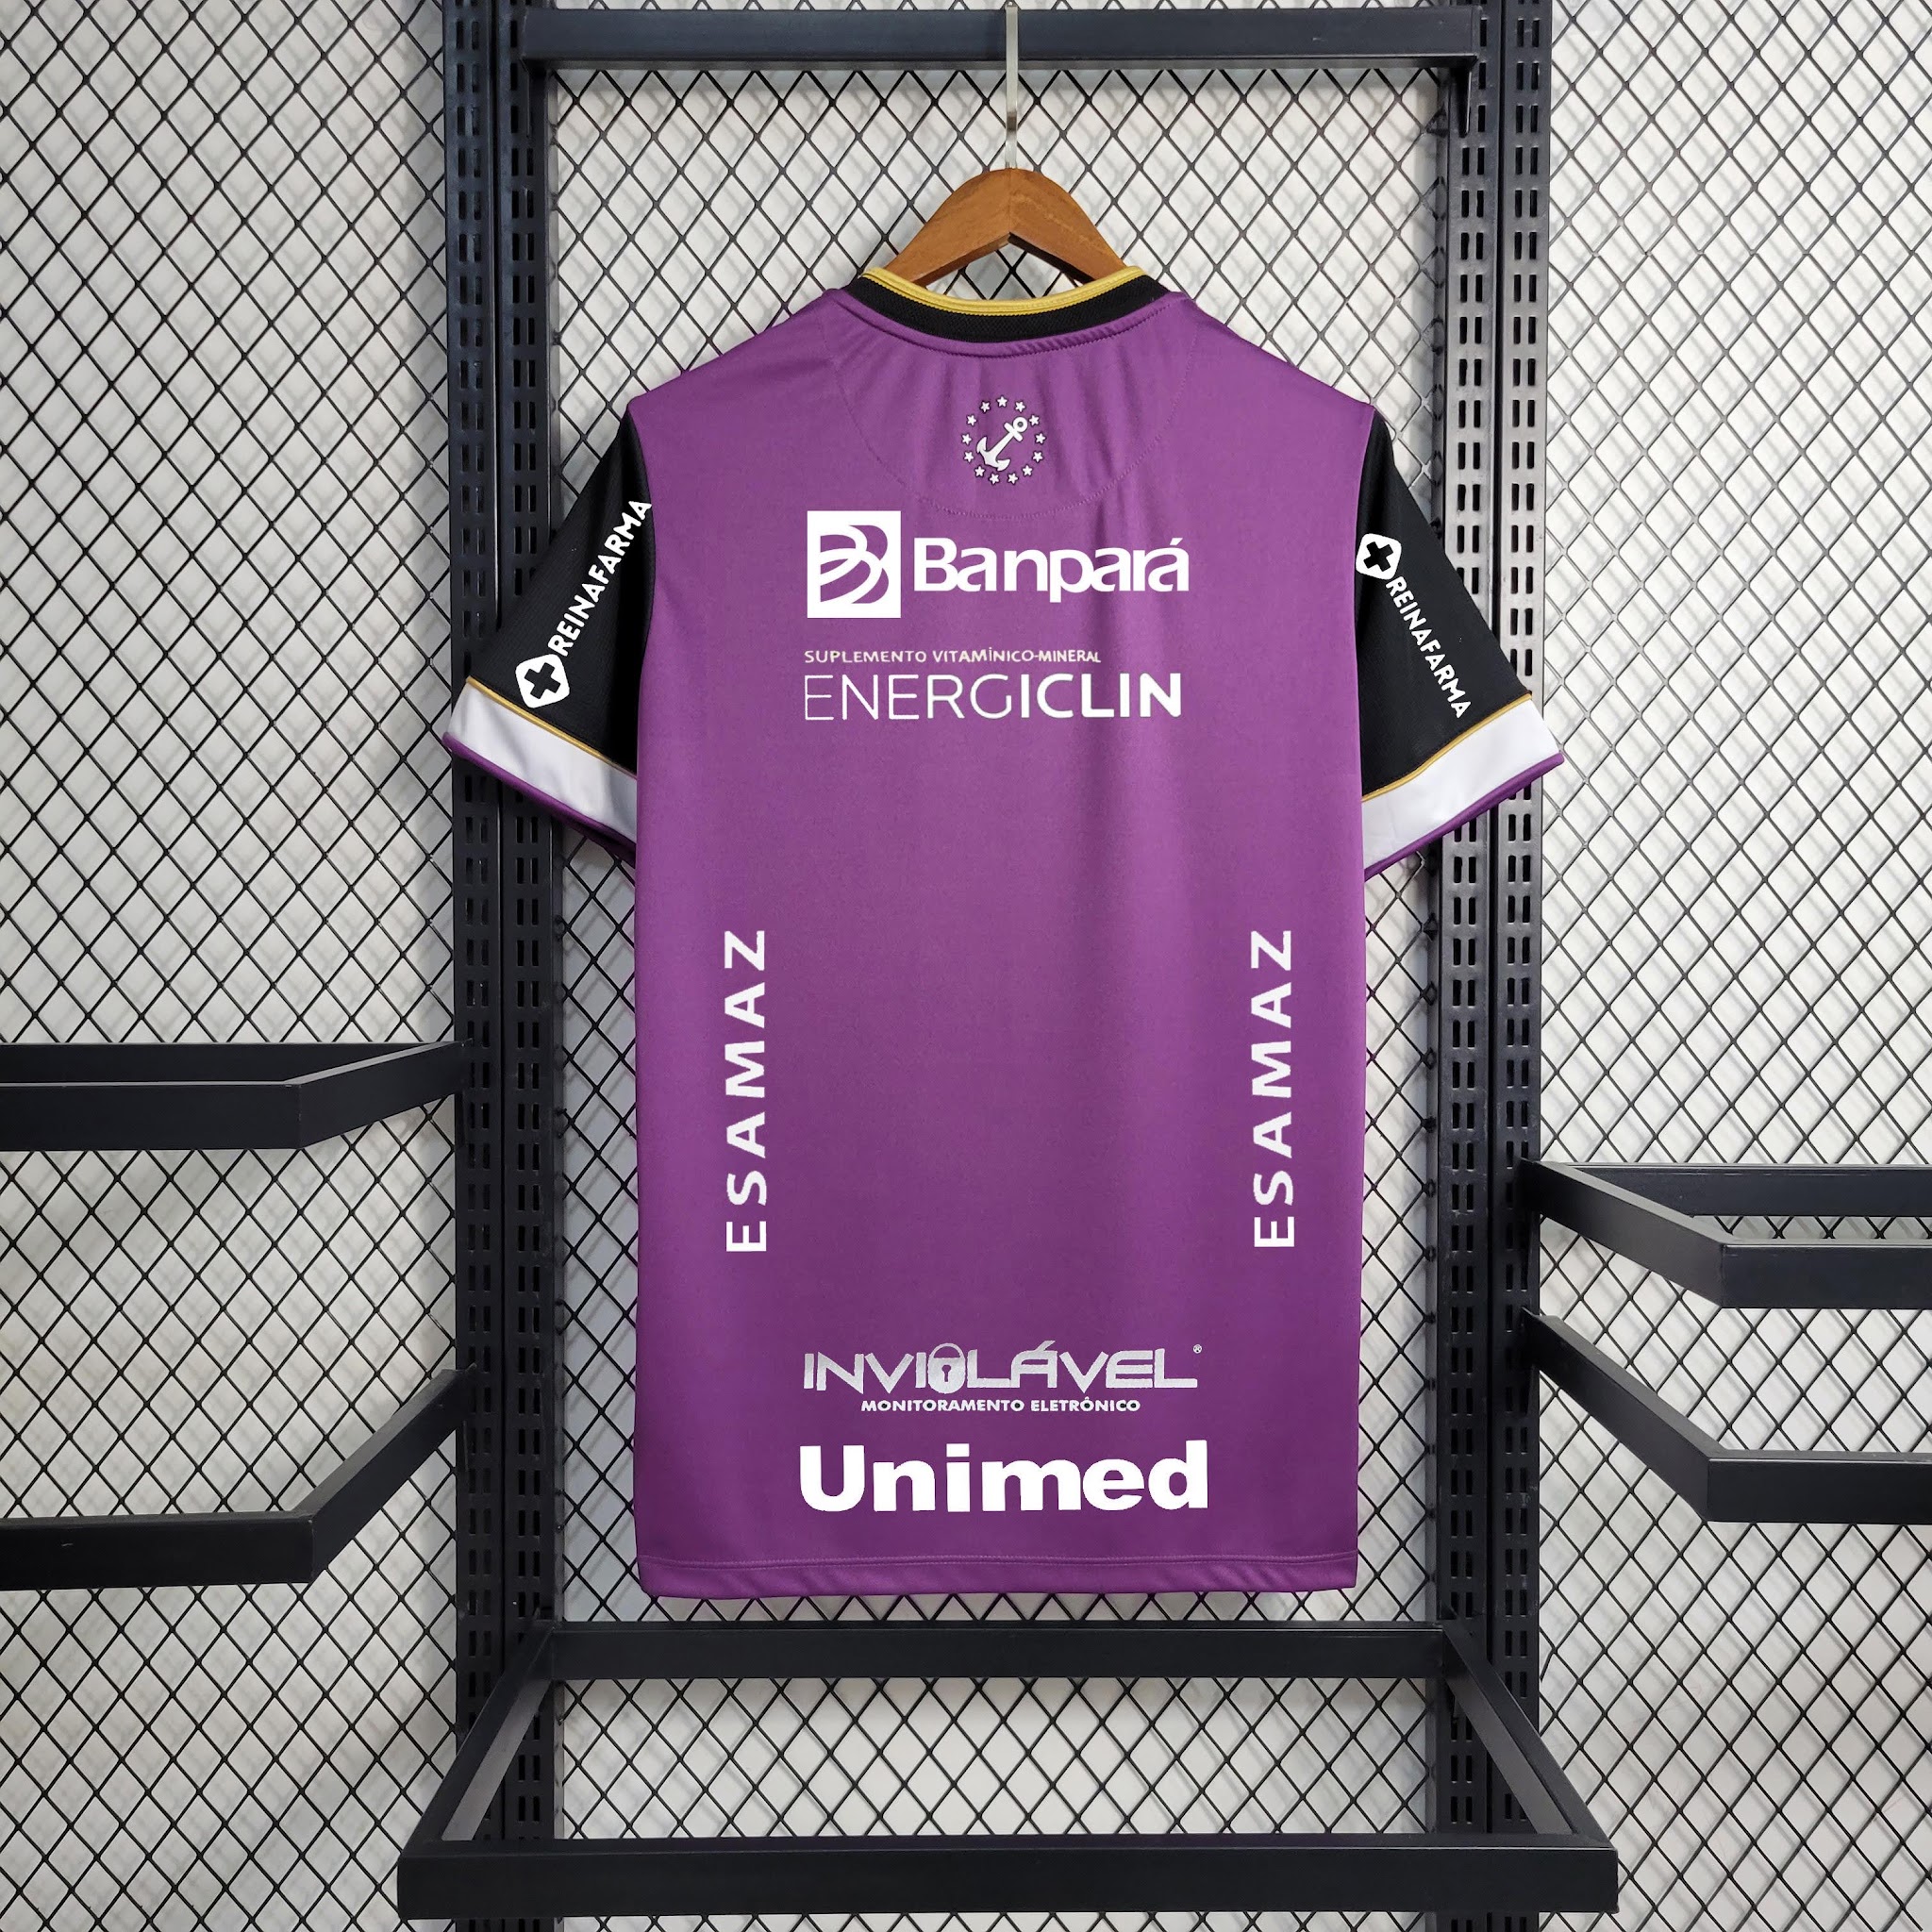 Banpará
SUPLEMENTO VITAMÍNICO-MINERAL
ENERGICLIN
REINAFARMA
REINAFARMA
ESAMAZ
ESAMAZ
INVIOLÁVEL®
MONITORAMENTO ELETRÔNICO
Unimed